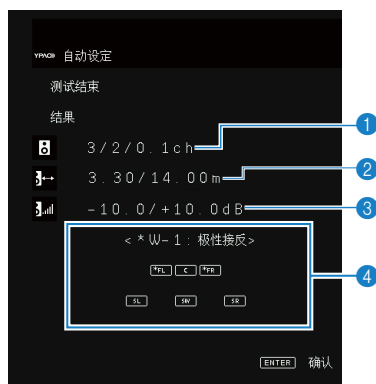 YPAO 自动设定
测试结束
结果
3/2/0.1ch 1
3.30/14.00m 2
-10.0/+10.0dB 3
<*W-1:极性接反>
*FL C *FR
4
SL SW SR
ENTER 确认